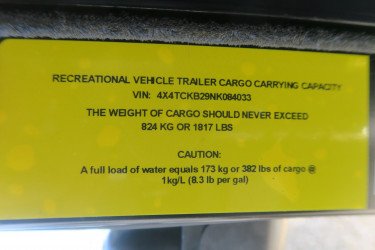 RECREATIONAL VEHICLE TRAILER CARGO CARRYING CAPACITY
VIN: 4X4TCKB29NK084033
THE WEIGHT OF CARGO SHOULD NEVER EXCEED
824 KG OR 1817 LBS
CAUTION:
A full load of water equals 173 kg or 382 lbs of cargo @
1kg/L (8.3 lb per gal)